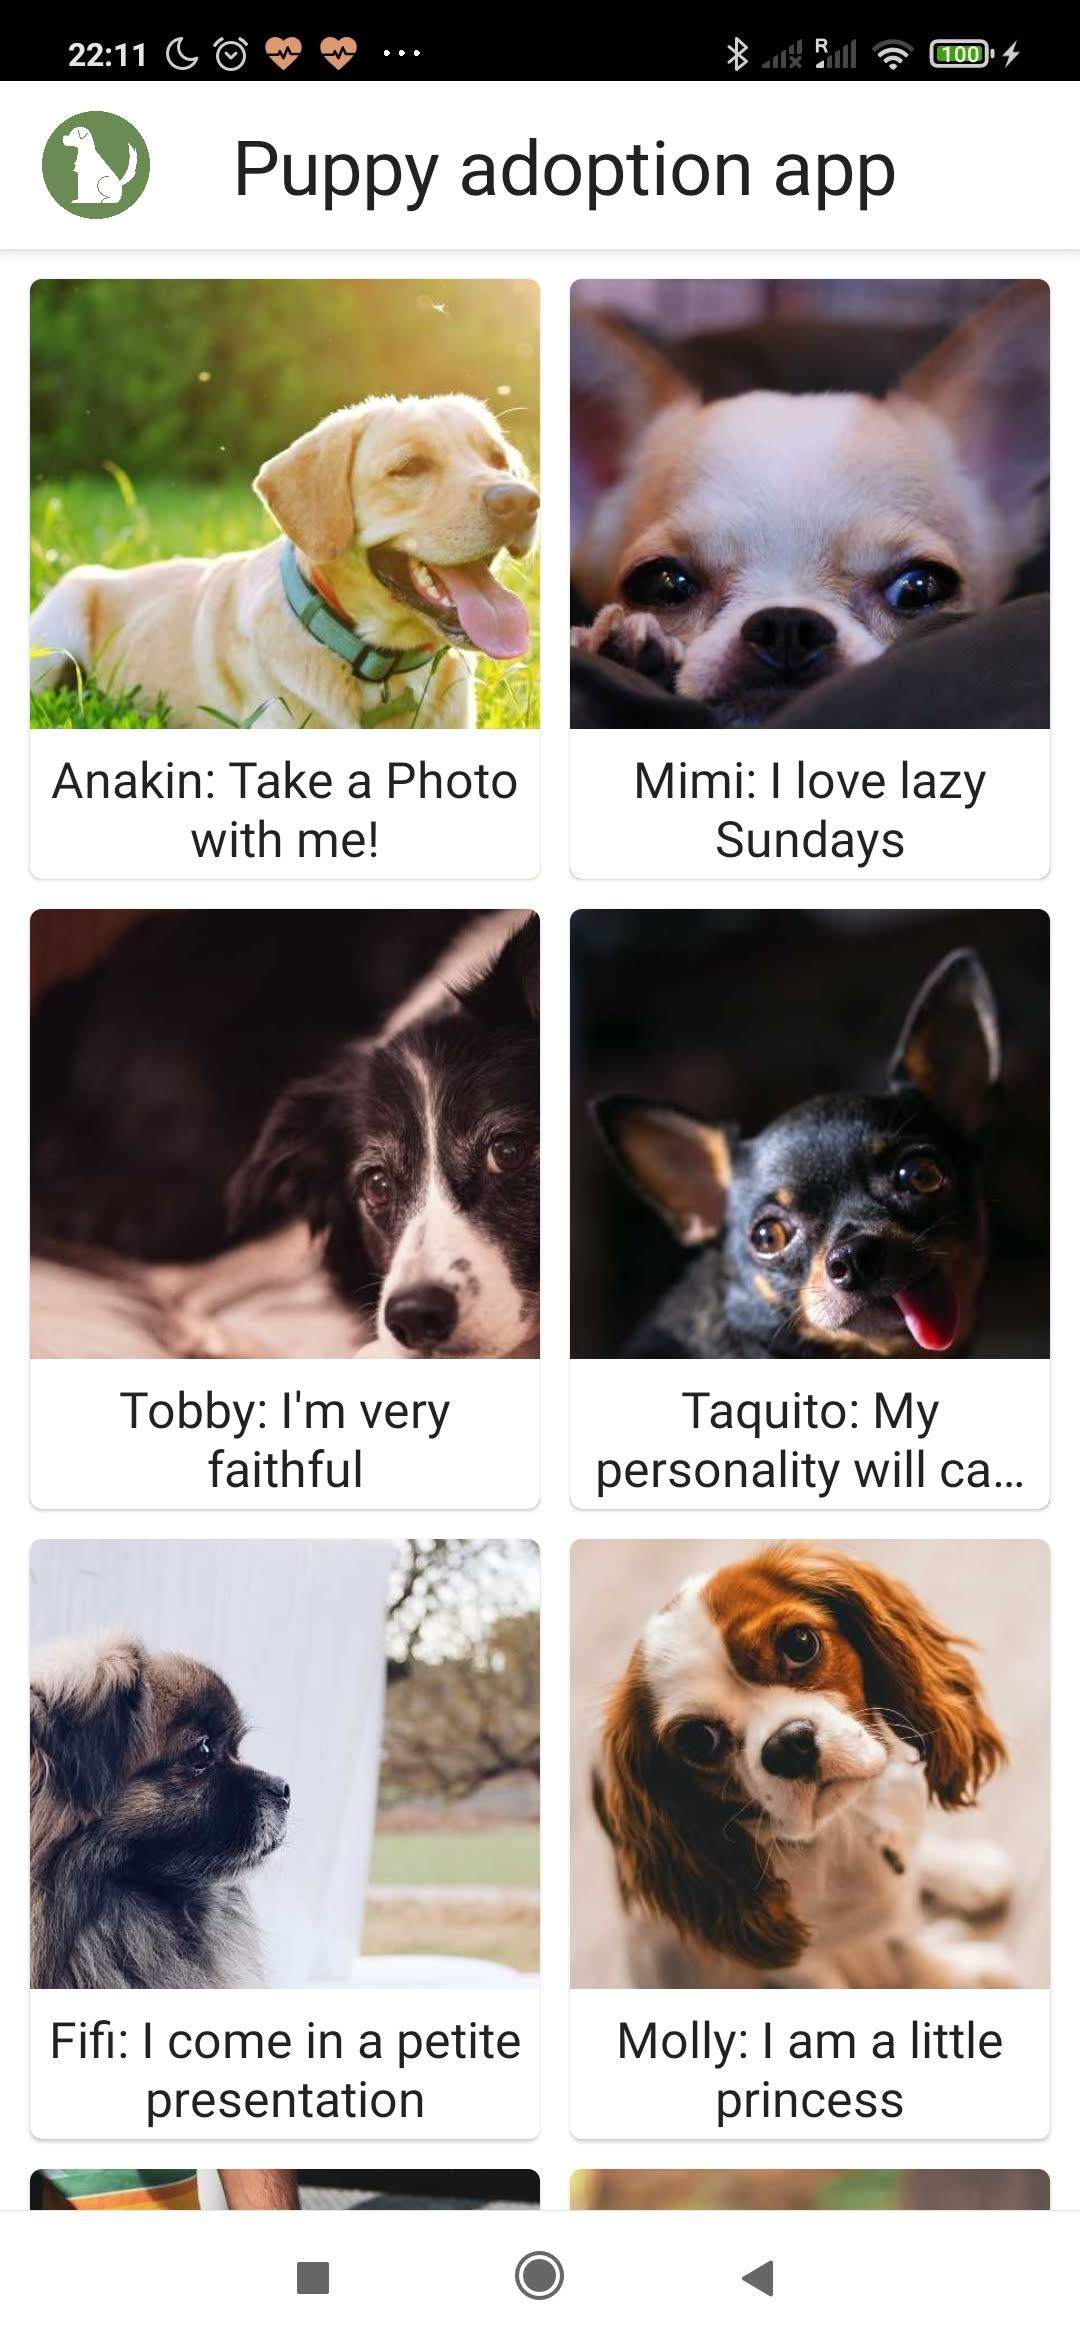 22:11
R
100
Puppy adoption app
Anakin: Take a Photo
with me!
Mimi: I love lazy
Sundays
Tobby: I'm very
faithful
Taquito: My
personality will ca...
Fifi: I come in a petite
presentation
Molly: I am a little
princess